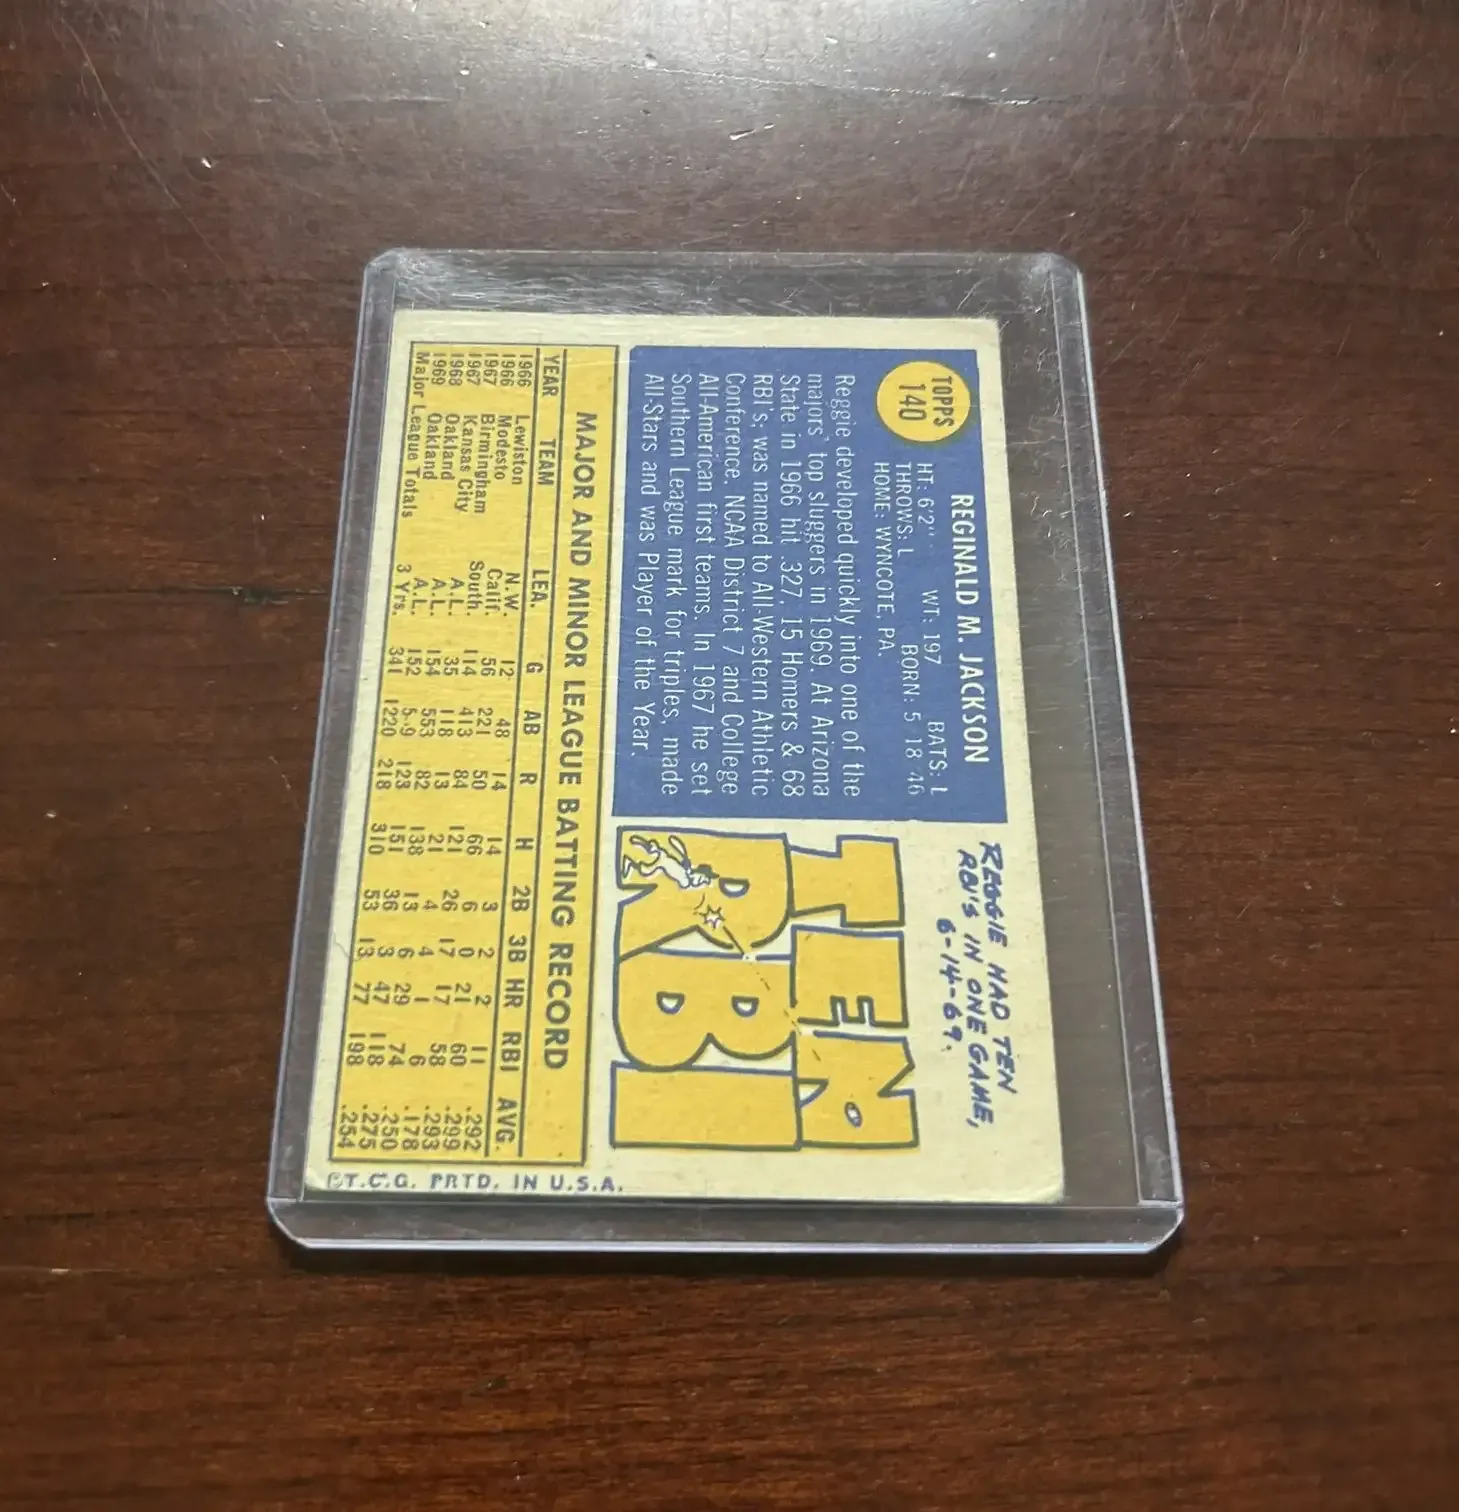 TOPPS
140
REGINALD M. JACKSON
HT: 6'2" WT: 197 BATS: L
THROWS: L BORN: 5 18 46
HOME: WYNCOTE, PA.
Reggie developed quickly into one of the
majors' top sluggers in 1969. At Arizona
State in 1966 hit .327, 15 Homers & 68
RBI's; was named to All-Western Athletic
Conference, NCAA District 7 and College
All-American first teams. In 1967 he set
Southern League mark for triples, made
All-Stars and was Player of the Year.
REGGIE HAD TEN
RBI'S IN ONE GAME,
6-14-69.
TEN
RBI
MAJOR AND MINOR LEAGUE BATTING RECORD
YEAR TEAM LEA. G AB R H 2B 3B HR RBI AVG.
1966 Lewiston N.W. 12 48 14 14 3 2 2 11 .292
1966 Modesto Calif. 56 221 50 66 6 0 21 60 .299
1967 Birmingham South. 114 413 84 121 26 17 17 58 .293
1967 Kansas City A.L. 35 118 13 21 4 4 1 6 .178
1968 Oakland A.L. 154 553 82 138 13 6 29 74 .250
1969 Oakland A.L. 152 549 123 151 36 3 47 118 .275
Major League Totals 3 Yrs. 341 1220 218 310 53 13 77 198 .254
©T.C.G. PRTD. IN U.S.A.